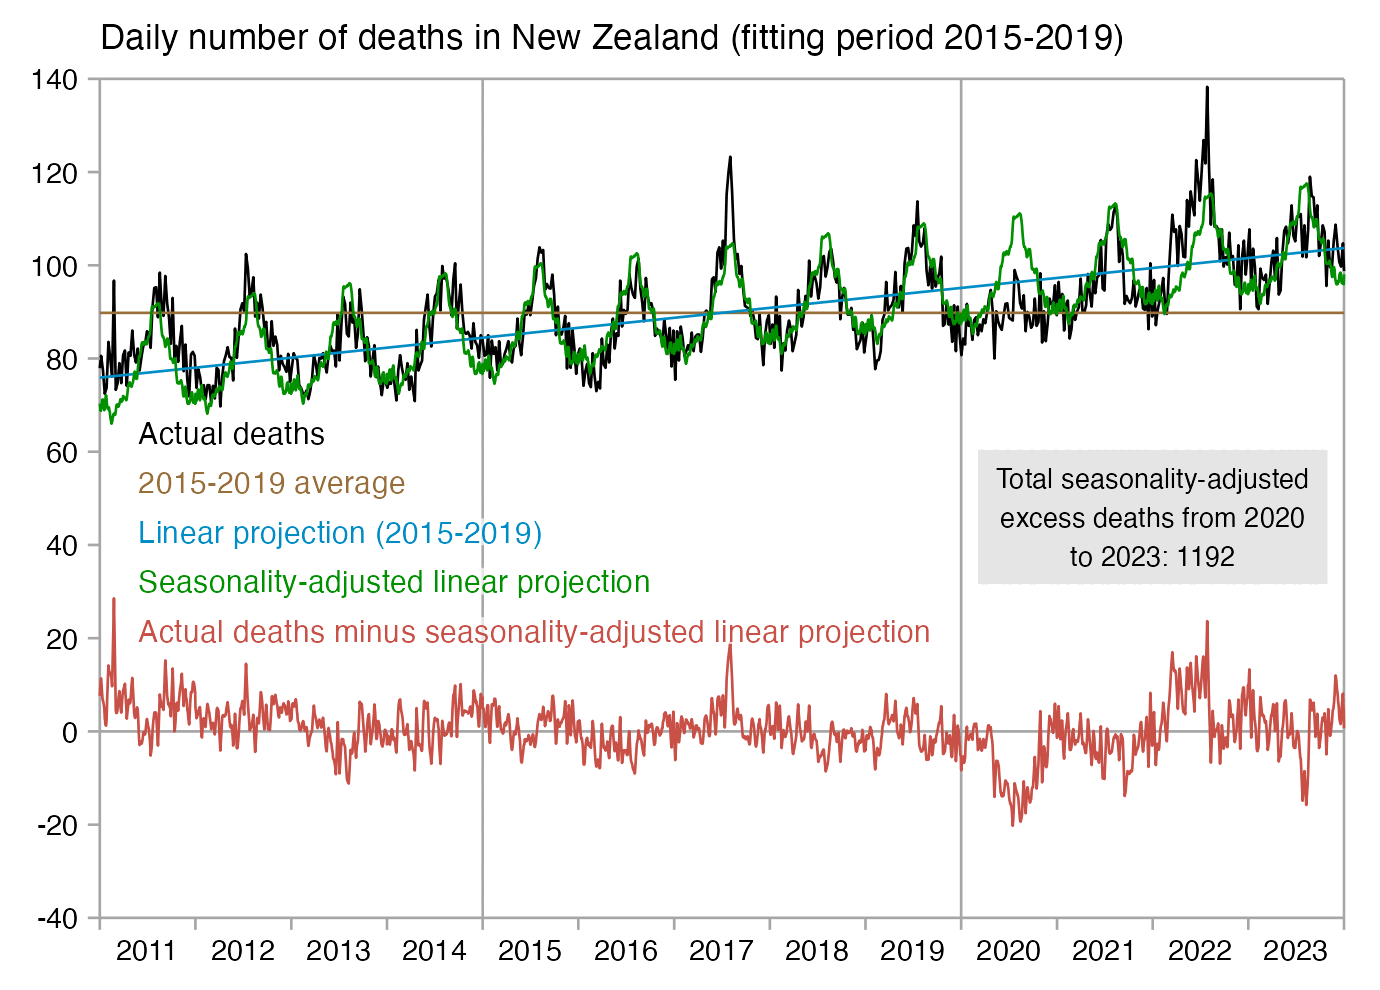 Daily number of deaths in New Zealand (fitting period 2015-2019)
140
120
100
80
60
40
20
0
-20
-40
Actual deaths
2015-2019 average
Linear projection (2015-2019)
Seasonality-adjusted linear projection
Actual deaths minus seasonality-adjusted linear projection
Total seasonality-adjusted
excess deaths from 2020
to 2023: 1192
2011 2012 2013 2014 2015 2016 2017 2018 2019 2020 2021 2022 2023